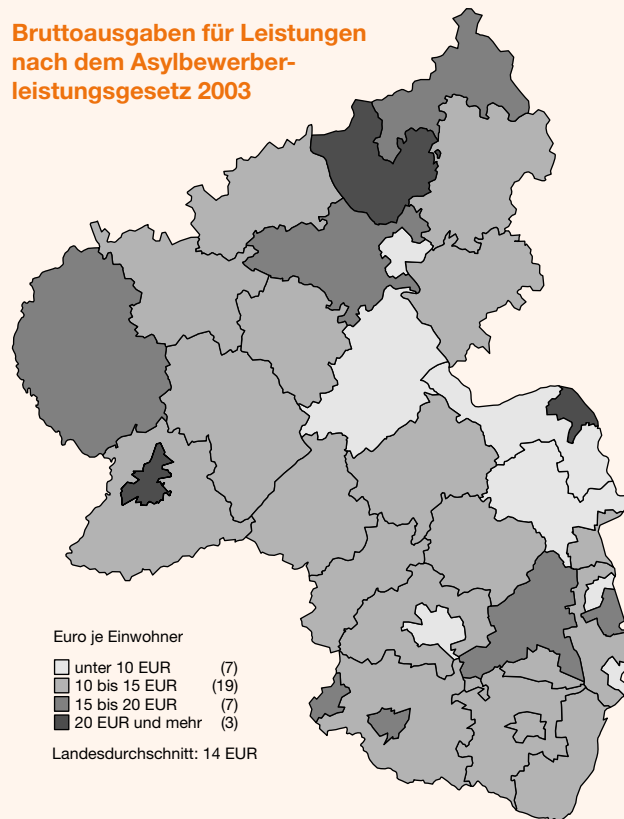 Bruttoausgaben für Leistungen
nach dem Asylbewerber-
leistungsgesetz 2003
Euro je Einwohner
unter 10 EUR (7)
10 bis 15 EUR (19)
15 bis 20 EUR (7)
20 EUR und mehr (3)
Landesdurchschnitt: 14 EUR